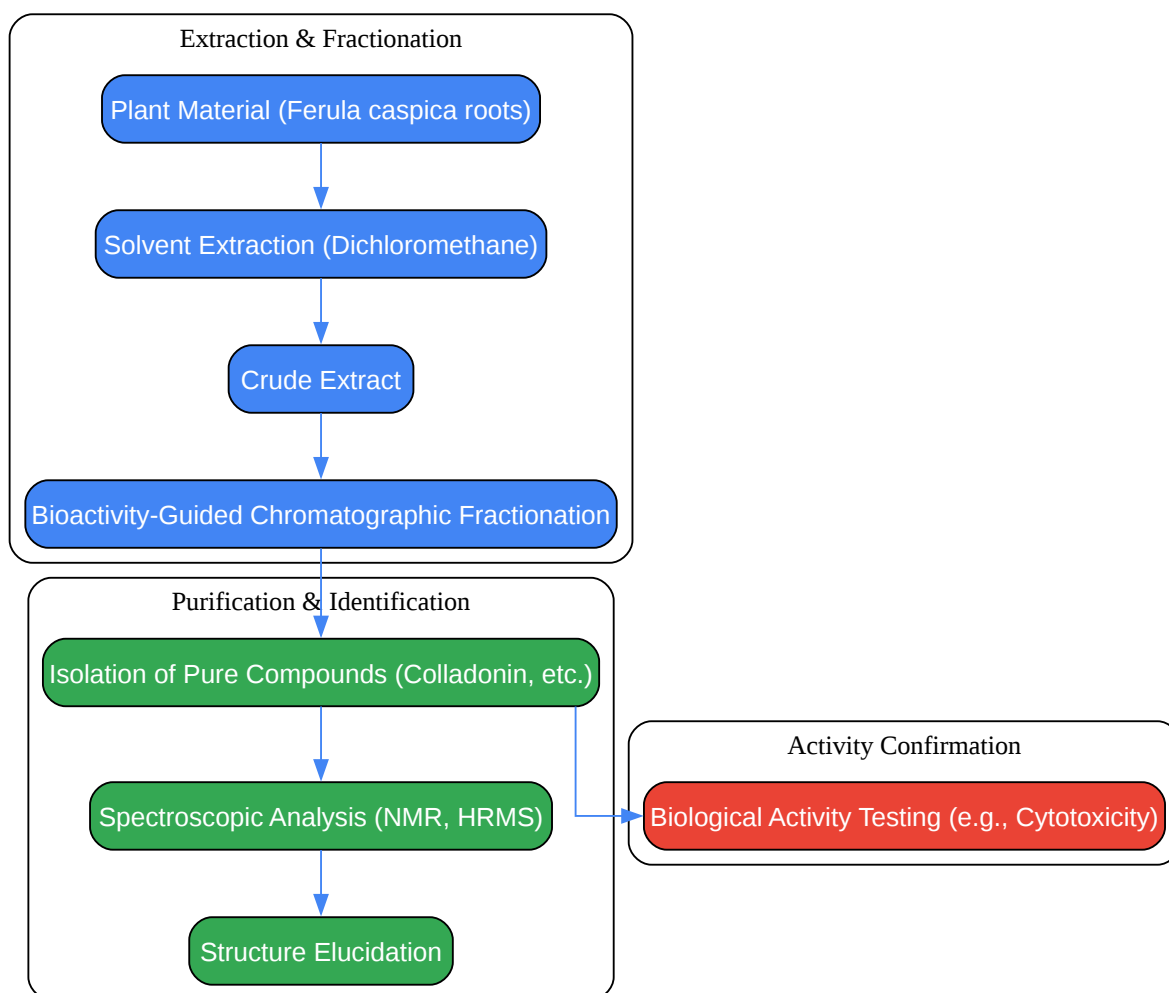 Extraction & Fractionation
Plant Material (Ferula caspica roots)
Solvent Extraction (Dichloromethane)
Crude Extract
Bioactivity-Guided Chromatographic Fractionation
Purification & Identification
Isolation of Pure Compounds (Colladonin, etc.)
Activity Confirmation
Spectroscopic Analysis (NMR, HRMS)
Biological Activity Testing (e.g., Cytotoxicity)
Structure Elucidation